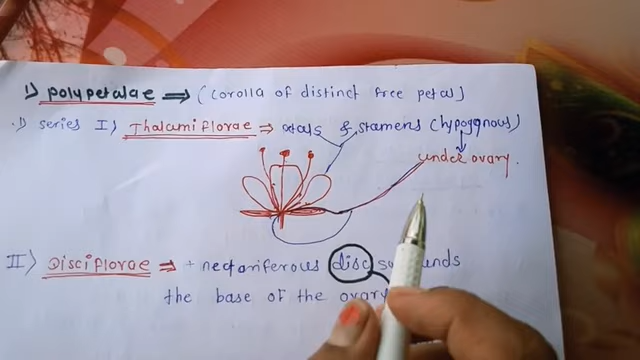 1) polypetalae ⇒ (corolla of distinct free petal)
1) series I) Thalamiflorae ⇒ petals & stamens (hypogynous)
under ovary.
II) Disciflorae ⇒ + nectariferous disc surrounds
the base of the ovary